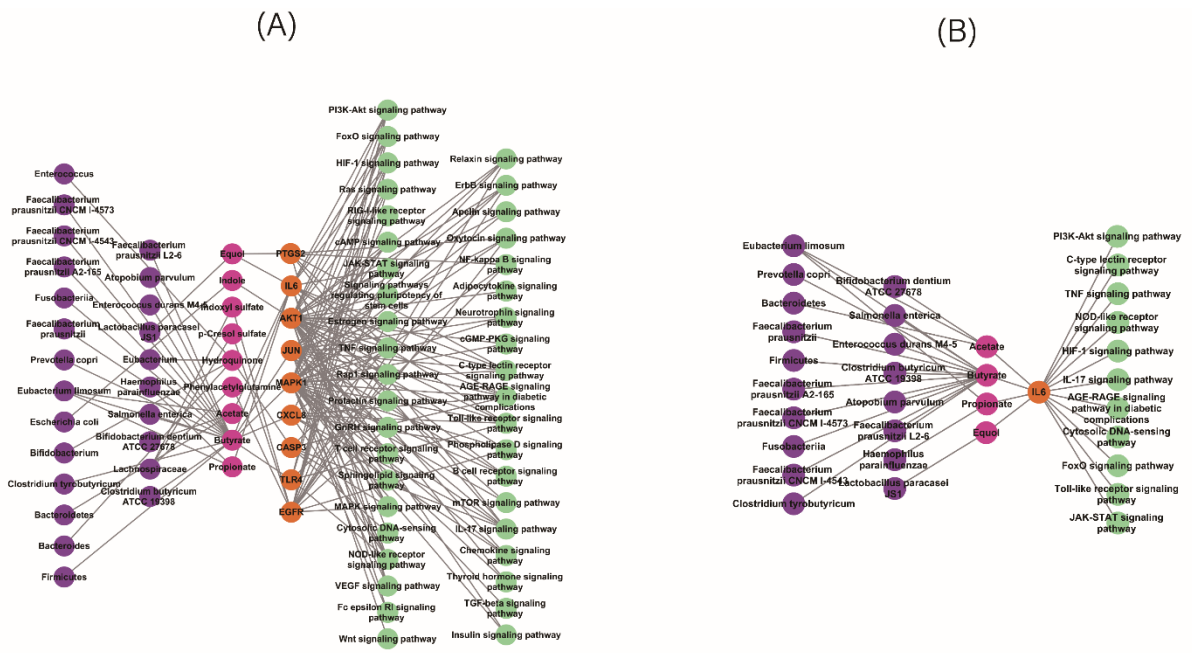 (A)
(B)
Enterococcus
Faecalibacterium
prausnitzii CNCM I-4573
Faecalibacterium
prausnitzii CNCM I-4543
Faecalibacterium
prausnitzii A2-165
Fusobacteriia
Faecalibacterium
prausnitzii
Prevotella copri
Eubacterium limosum
Escherichia coli
Bifidobacterium
Clostridium tyrobutyricum
Bacteroidetes
Bacteroides
Firmicutes
Faecalibacterium
prausnitzii L2-6
Atopobium parvulum
Enterococcus durans M4-5
Lactobacillus paracasei
JS1
Eubacterium
Haemophilus
parainfluenzae
Salmonella enterica
Bifidobacterium dentium
ATCC 27678
Lachnospiraceae
Clostridium butyricum
ATCC 19398
Equol
Indole
Indoxyl sulfate
p-Cresol sulfate
Hydroquinone
Phenylacetylglutamine
Acetate
Butyrate
Propionate
PTGS2
IL6
AKT1
JUN
MAPK1
CXCL8
CASP3
TLR4
EGFR
PI3K-Akt signaling pathway
FoxO signaling pathway
HIF-1 signaling pathway
Ras signaling pathway
RIG-I-like receptor
signaling pathway
cAMP signaling pathway
JAK-STAT signaling
pathway
Signaling pathways
regulating pluripotency of
stem cells
Estrogen signaling pathway
TNF signaling pathway
Rap1 signaling pathway
Prolactin signaling pathway
GnRH signaling pathway
T cell receptor signaling
pathway
Sphingolipid signaling
pathway
MAPK signaling pathway
Cytosolic DNA-sensing
pathway
NOD-like receptor
signaling pathway
VEGF signaling pathway
Fc epsilon RI signaling
pathway
Wnt signaling pathway
Relaxin signaling pathway
ErbB signaling pathway
Apelin signaling pathway
Oxytocin signaling pathway
NF-kappa B signaling
pathway
Adipocytokine signaling
pathway
Neurotrophin signaling
pathway
cGMP-PKG signaling
pathway
C-type lectin receptor
signaling pathway
AGE-RAGE signaling
pathway in diabetic
complications
Toll-like receptor signaling
pathway
Phospholipase D signaling
pathway
B cell receptor signaling
pathway
mTOR signaling pathway
IL-17 signaling pathway
Chemokine signaling
pathway
Thyroid hormone signaling
pathway
TGF-beta signaling
pathway
Insulin signaling pathway
Eubacterium limosum
Prevotella copri
Bacteroidetes
Faecalibacterium
prausnitzii
Firmicutes
Faecalibacterium
prausnitzii A2-165
Faecalibacterium
prausnitzii CNCM I-4573
Fusobacteriia
Faecalibacterium
prausnitzii CNCM I-4543
Clostridium tyrobutyricum
Bifidobacterium dentium
ATCC 27678
Salmonella enterica
Enterococcus durans M4-5
Clostridium butyricum
ATCC 19398
Atopobium parvulum
Faecalibacterium
prausnitzii L2-6
Haemophilus
parainfluenzae
Lactobacillus paracasei
JS1
Acetate
Butyrate
Propionate
Equol
IL6
PI3K-Akt signaling pathway
C-type lectin receptor
signaling pathway
TNF signaling pathway
NOD-like receptor
signaling pathway
HIF-1 signaling pathway
IL-17 signaling pathway
AGE-RAGE signaling
pathway in diabetic
complications
Cytosolic DNA-sensing
pathway
FoxO signaling pathway
Toll-like receptor signaling
pathway
JAK-STAT signaling
pathway